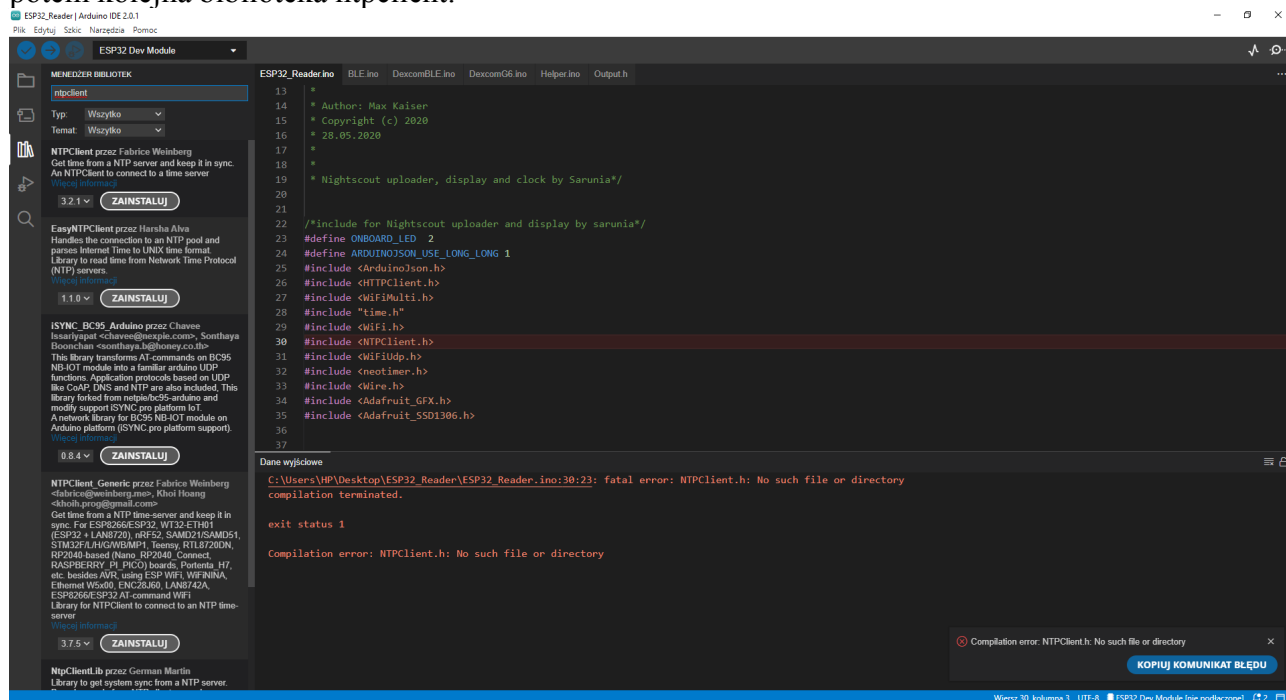 potem kolejna biblioteka ntpclient:
ESP32_Reader | Arduino IDE 2.0.1
Plik Edytuj Szkic Narzędzia Pomoc
ESP32 Dev Module
MENEDŻER BIBLIOTEK
ntpclient
Typ: Wszytko
Temat: Wszytko
NTPClient przez Fabrice Weinberg
Get time from a NTP server and keep it in sync.
An NTPClient to connect to a time server
Więcej informacji
3.2.1 ZAINSTALUJ
EasyNTPClient przez Harsha Alva
Handles the connection to an NTP pool and
parses Internet Time to UNIX time format
Library to read time from Network Time Protocol
(NTP) servers.
Więcej informacji
1.1.0 ZAINSTALUJ
iSYNC_BC95_Arduino przez Chavee
Issariyapat <chavee@nexpie.com>, Sonthaya
Boonchan <sonthaya.b@honey.co.th>
This library transforms AT-commands on BC95
NB-IOT module into a familiar arduino UDP
functions. Application protocols based on UDP
like CoAP, DNS and NTP are also included, This
library forked from netpie/bc95-arduino and
modify support iSYNC.pro platform IoT.
A network library for BC95 NB-IOT module on
Arduino platform (iSYNC.pro platform support).
Więcej informacji
0.8.4 ZAINSTALUJ
NTPClient_Generic przez Fabrice Weinberg
<fabrice@weinberg.me>, Khoi Hoang
<khoih.prog@gmail.com>
Get time from a NTP time-server and keep it in
sync. For ESP8266/ESP32, WT32-ETH01
(ESP32 + LAN8720), nRF52, SAMD21/SAMD51,
STM32F/L/H/G/WB/MP1, Teensy, RTL8720DN,
RP2040-based (Nano_RP2040_Connect,
RASPBERRY_PI_PICO) boards, Portenta_H7,
etc. besides AVR, using ESP WiFi, WiFiNINA,
Ethernet W5x00, ENC28J60, LAN8742A,
ESP8266/ESP32 AT-command WiFi
Library for NTPClient to connect to an NTP time-
server
Więcej informacji
3.7.5 ZAINSTALUJ
NtpClientLib przez German Martin
Library to get system sync from a NTP server.
ESP32_Reader.ino BLE.ino DexcomBLE.ino DexcomG6.ino Helper.ino Output.h
13 *
14 * Author: Max Kaiser
15 * Copyright (c) 2020
16 * 28.05.2020
17 *
18 *
19 * Nightscout uploader, display and clock by Sarunia*/
20
21
22 /*include for Nightscout uploader and display by sarunia*/
23 #define ONBOARD_LED 2
24 #define ARDUINOJSON_USE_LONG_LONG 1
25 #include <ArduinoJson.h>
26 #include <HTTPClient.h>
27 #include <WiFiMulti.h>
28 #include "time.h"
29 #include <WiFi.h>
30 #include <NTPClient.h>
31 #include <WiFiUdp.h>
32 #include <neotimer.h>
33 #include <Wire.h>
34 #include <Adafruit_GFX.h>
35 #include <Adafruit_SSD1306.h>
36
37
Dane wyjściowe
C:\Users\HP\Desktop\ESP32_Reader\ESP32_Reader.ino:30:23: fatal error: NTPClient.h: No such file or directory
compilation terminated.
exit status 1
Compilation error: NTPClient.h: No such file or directory
Compilation error: NTPClient.h: No such file or directory
KOPIUJ KOMUNIKAT BŁĘDU
Wiersz 30, kolumna 3 UTF-8 ESP32 Dev Module [nie podłączone] 2